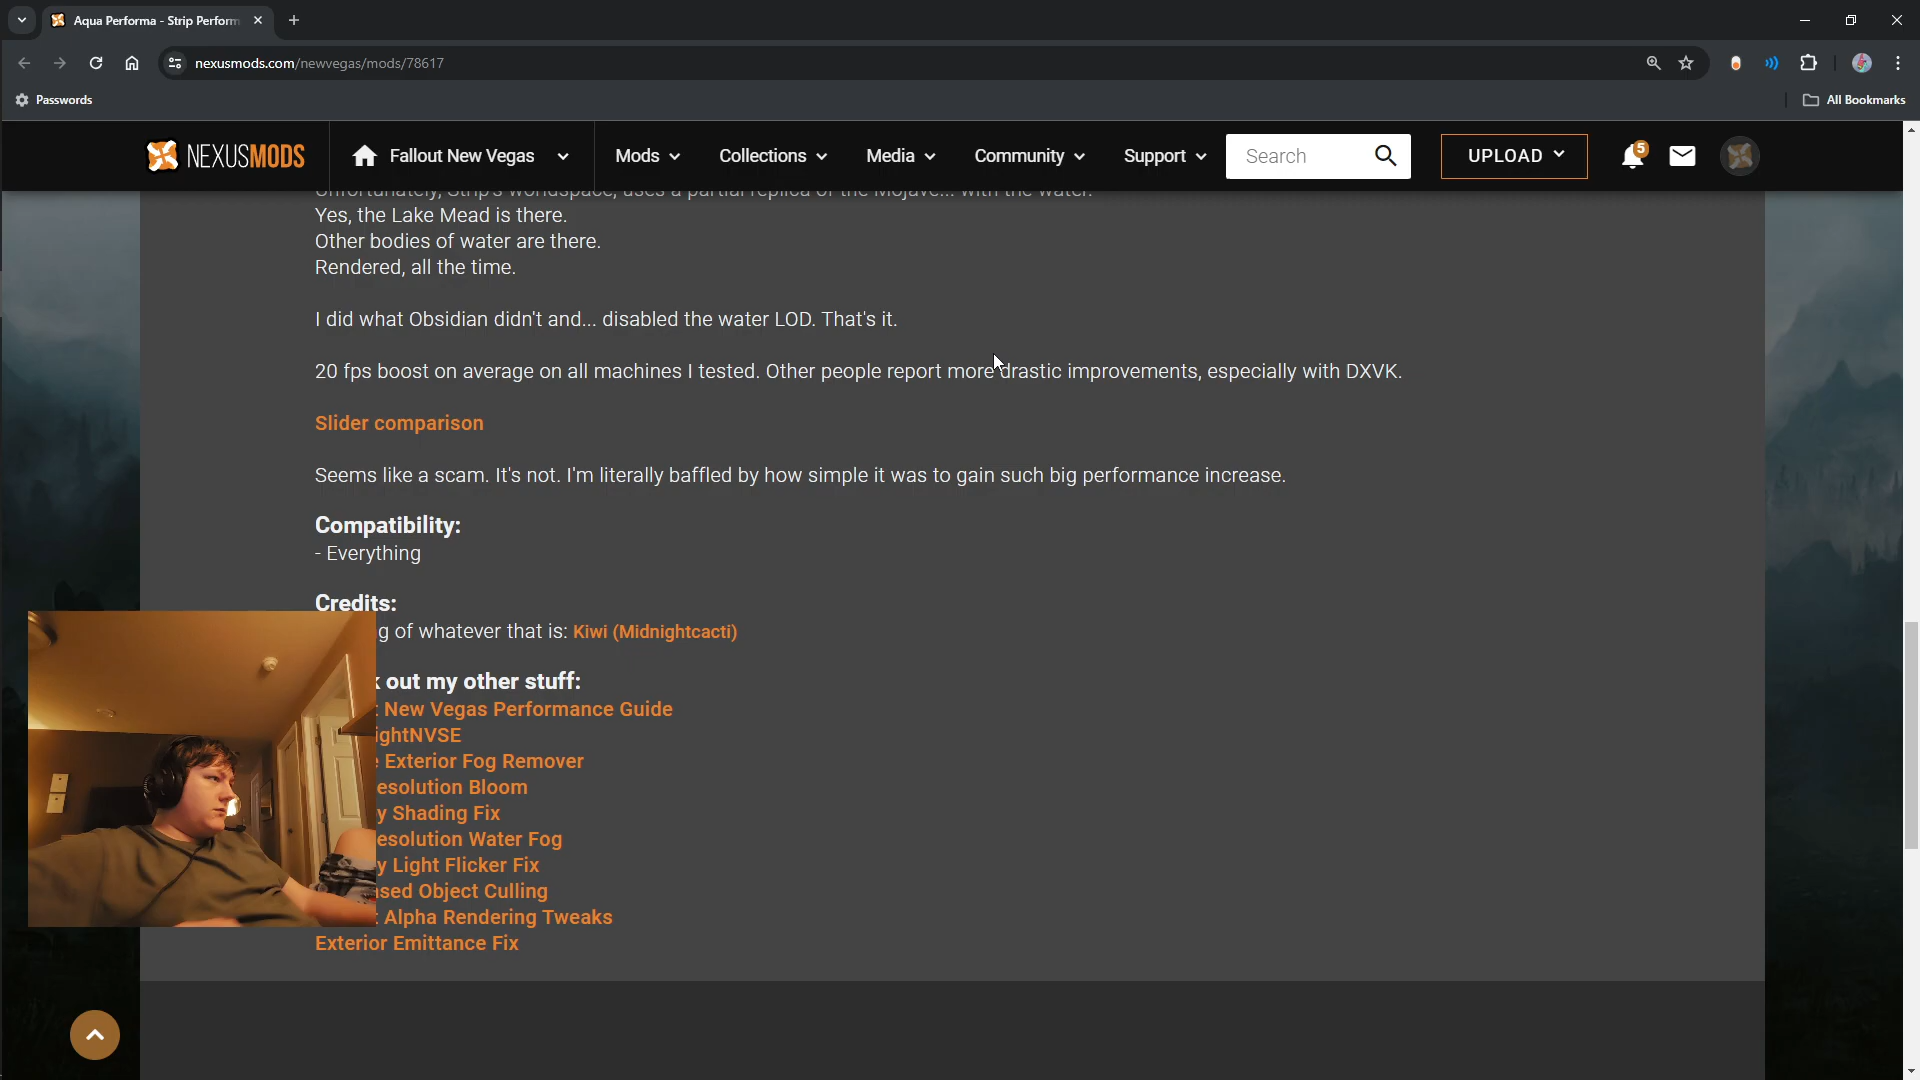 Aqua Performa - Strip Perform
nexusmods.com/newvegas/mods/78617
Passwords
All Bookmarks
NEXUSMODS
Fallout New Vegas
Mods
Collections
Media
Community
Support
Search
UPLOAD
5
Unfortunately, Strip's worldspace, uses a partial replica of the Mojave... with the water.
Yes, the Lake Mead is there.
Other bodies of water are there.
Rendered, all the time.
I did what Obsidian didn't and... disabled the water LOD. That's it.
20 fps boost on average on all machines I tested. Other people report more drastic improvements, especially with DXVK.
Slider comparison
Seems like a scam. It's not. I'm literally baffled by how simple it was to gain such big performance increase.
Compatibility:
- Everything
Credits:
g of whatever that is: Kiwi (Midnightcacti)
out my other stuff:
New Vegas Performance Guide
ightNVSE
Exterior Fog Remover
esolution Bloom
y Shading Fix
esolution Water Fog
y Light Flicker Fix
sed Object Culling
Alpha Rendering Tweaks
Exterior Emittance Fix